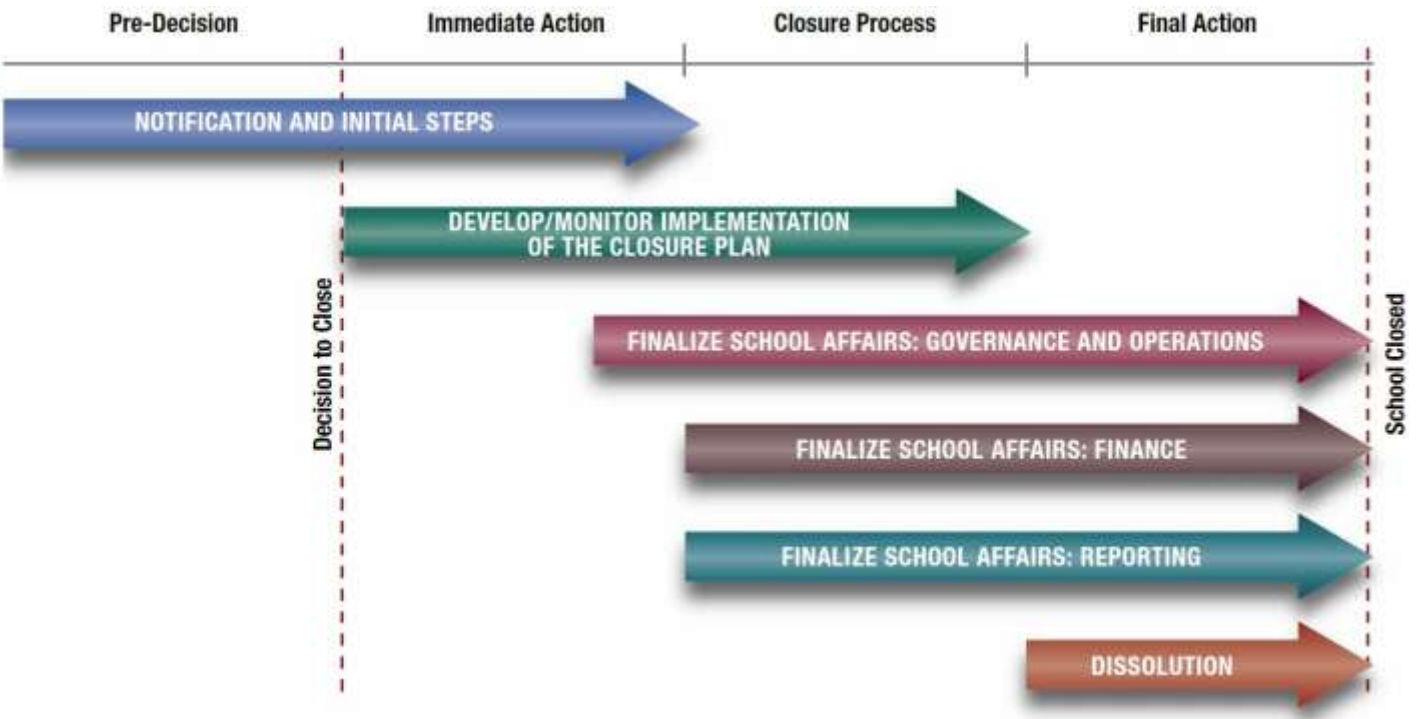 Pre-Decision
Immediate Action
Closure Process
Final Action
NOTIFICATION AND INITIAL STEPS
DEVELOP/MONITOR IMPLEMENTATION
OF THE CLOSURE PLAN
Decision to Close
FINALIZE SCHOOL AFFAIRS: GOVERNANCE AND OPERATIONS
School Closed
FINALIZE SCHOOL AFFAIRS: FINANCE
FINALIZE SCHOOL AFFAIRS: REPORTING
DISSOLUTION